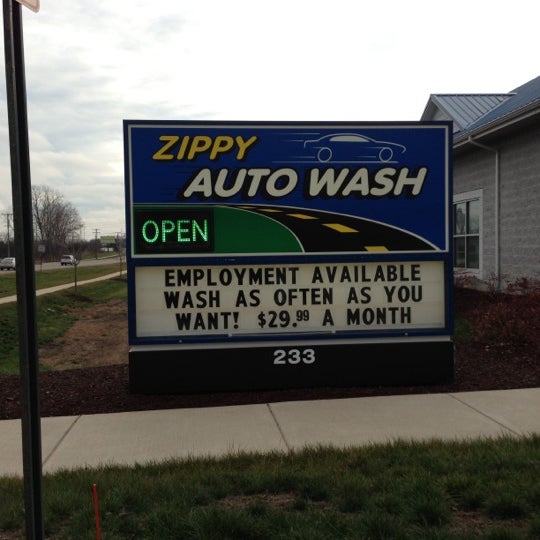 ZIPPY
AUTO WASH
OPEN
EMPLOYMENT AVAILABLE
WASH AS OFTEN AS YOU
WANT! $29.99 A MONTH
233